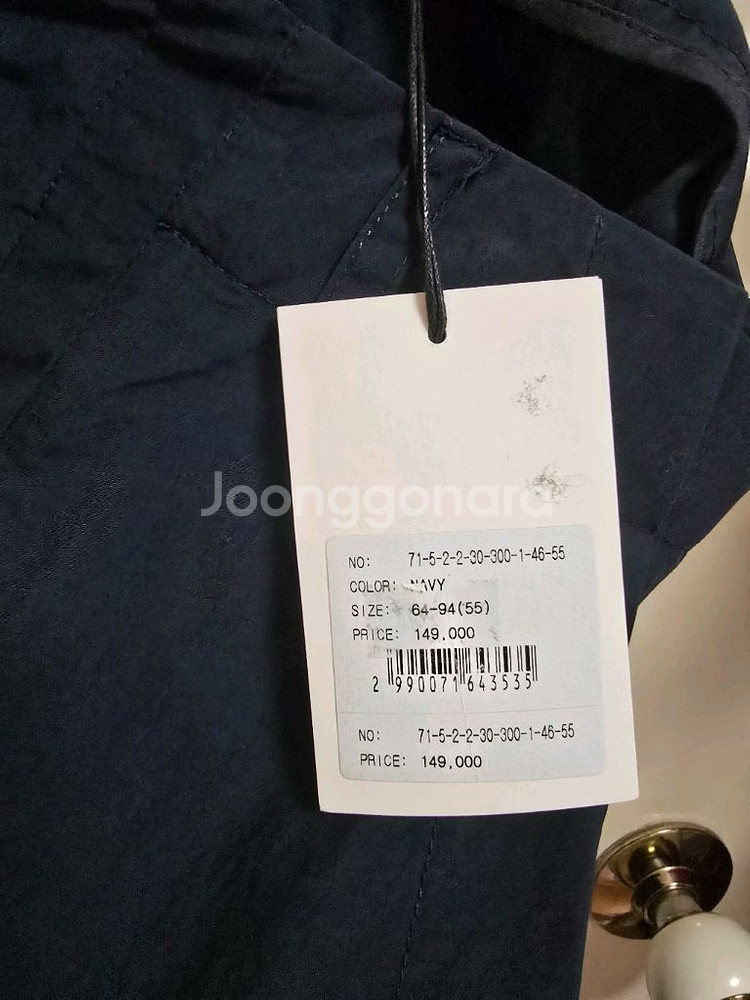 Joonggonara
NO: 71-5-2-2-30-300-1-46-55
COLOR: NAVY
SIZE: 64-94(55)
PRICE: 149,000
2 990071 643535
NO: 71-5-2-2-30-300-1-46-55
PRICE: 149,000